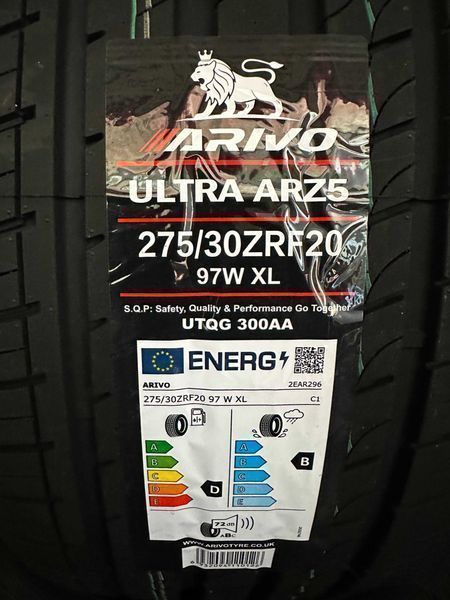 ARIVO
ULTRA ARZ5
275/30ZRF20
97W XL
S.Q.P: Safety, Quality & Performance Go Together
UTQG 300AA
ENERG
ARIVO 2EAR296
275/30ZRF20 97 W XL C1
A A
B B B
C C
D D D
E E
72 dB
ABC
WWW.ARIVOTYRE.CO.UK